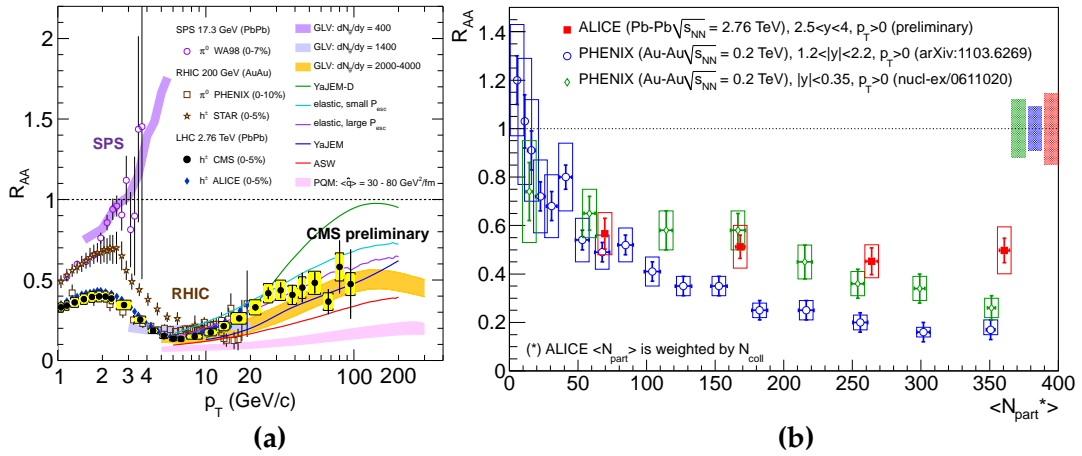 SPS 17.3 GeV (PbPb)
π⁰ WA98 (0-7%)
RHIC 200 GeV (AuAu)
π⁰ PHENIX (0-10%)
h± STAR (0-5%)
LHC 2.76 TeV (PbPb)
h± CMS (0-5%)
h± ALICE (0-5%)
GLV: dN_g/dy = 400
GLV: dN_g/dy = 1400
GLV: dN_g/dy = 2000-4000
YaJEM-D
elastic, small P_esc
elastic, large P_esc
YaJEM
ASW
PQM: <q̂> = 30 - 80 GeV²/fm
SPS
CMS preliminary
RHIC
R_AA
2
1.5
1
0.5
0
1 2 3 4 10 20 100 200
p_T (GeV/c)
(a)
R_AA
1.4
1.2
1
0.8
0.6
0.4
0.2
0
ALICE (Pb-Pb√s_NN = 2.76 TeV), 2.5<y<4, p_T>0 (preliminary)
PHENIX (Au-Au√s_NN = 0.2 TeV), 1.2<|y|<2.2, p_T>0 (arXiv:1103.6269)
PHENIX (Au-Au√s_NN = 0.2 TeV), |y|<0.35, p_T>0 (nucl-ex/0611020)
(*) ALICE <N_part> is weighted by N_coll
0 50 100 150 200 250 300 350 400
<N_part*>
(b)